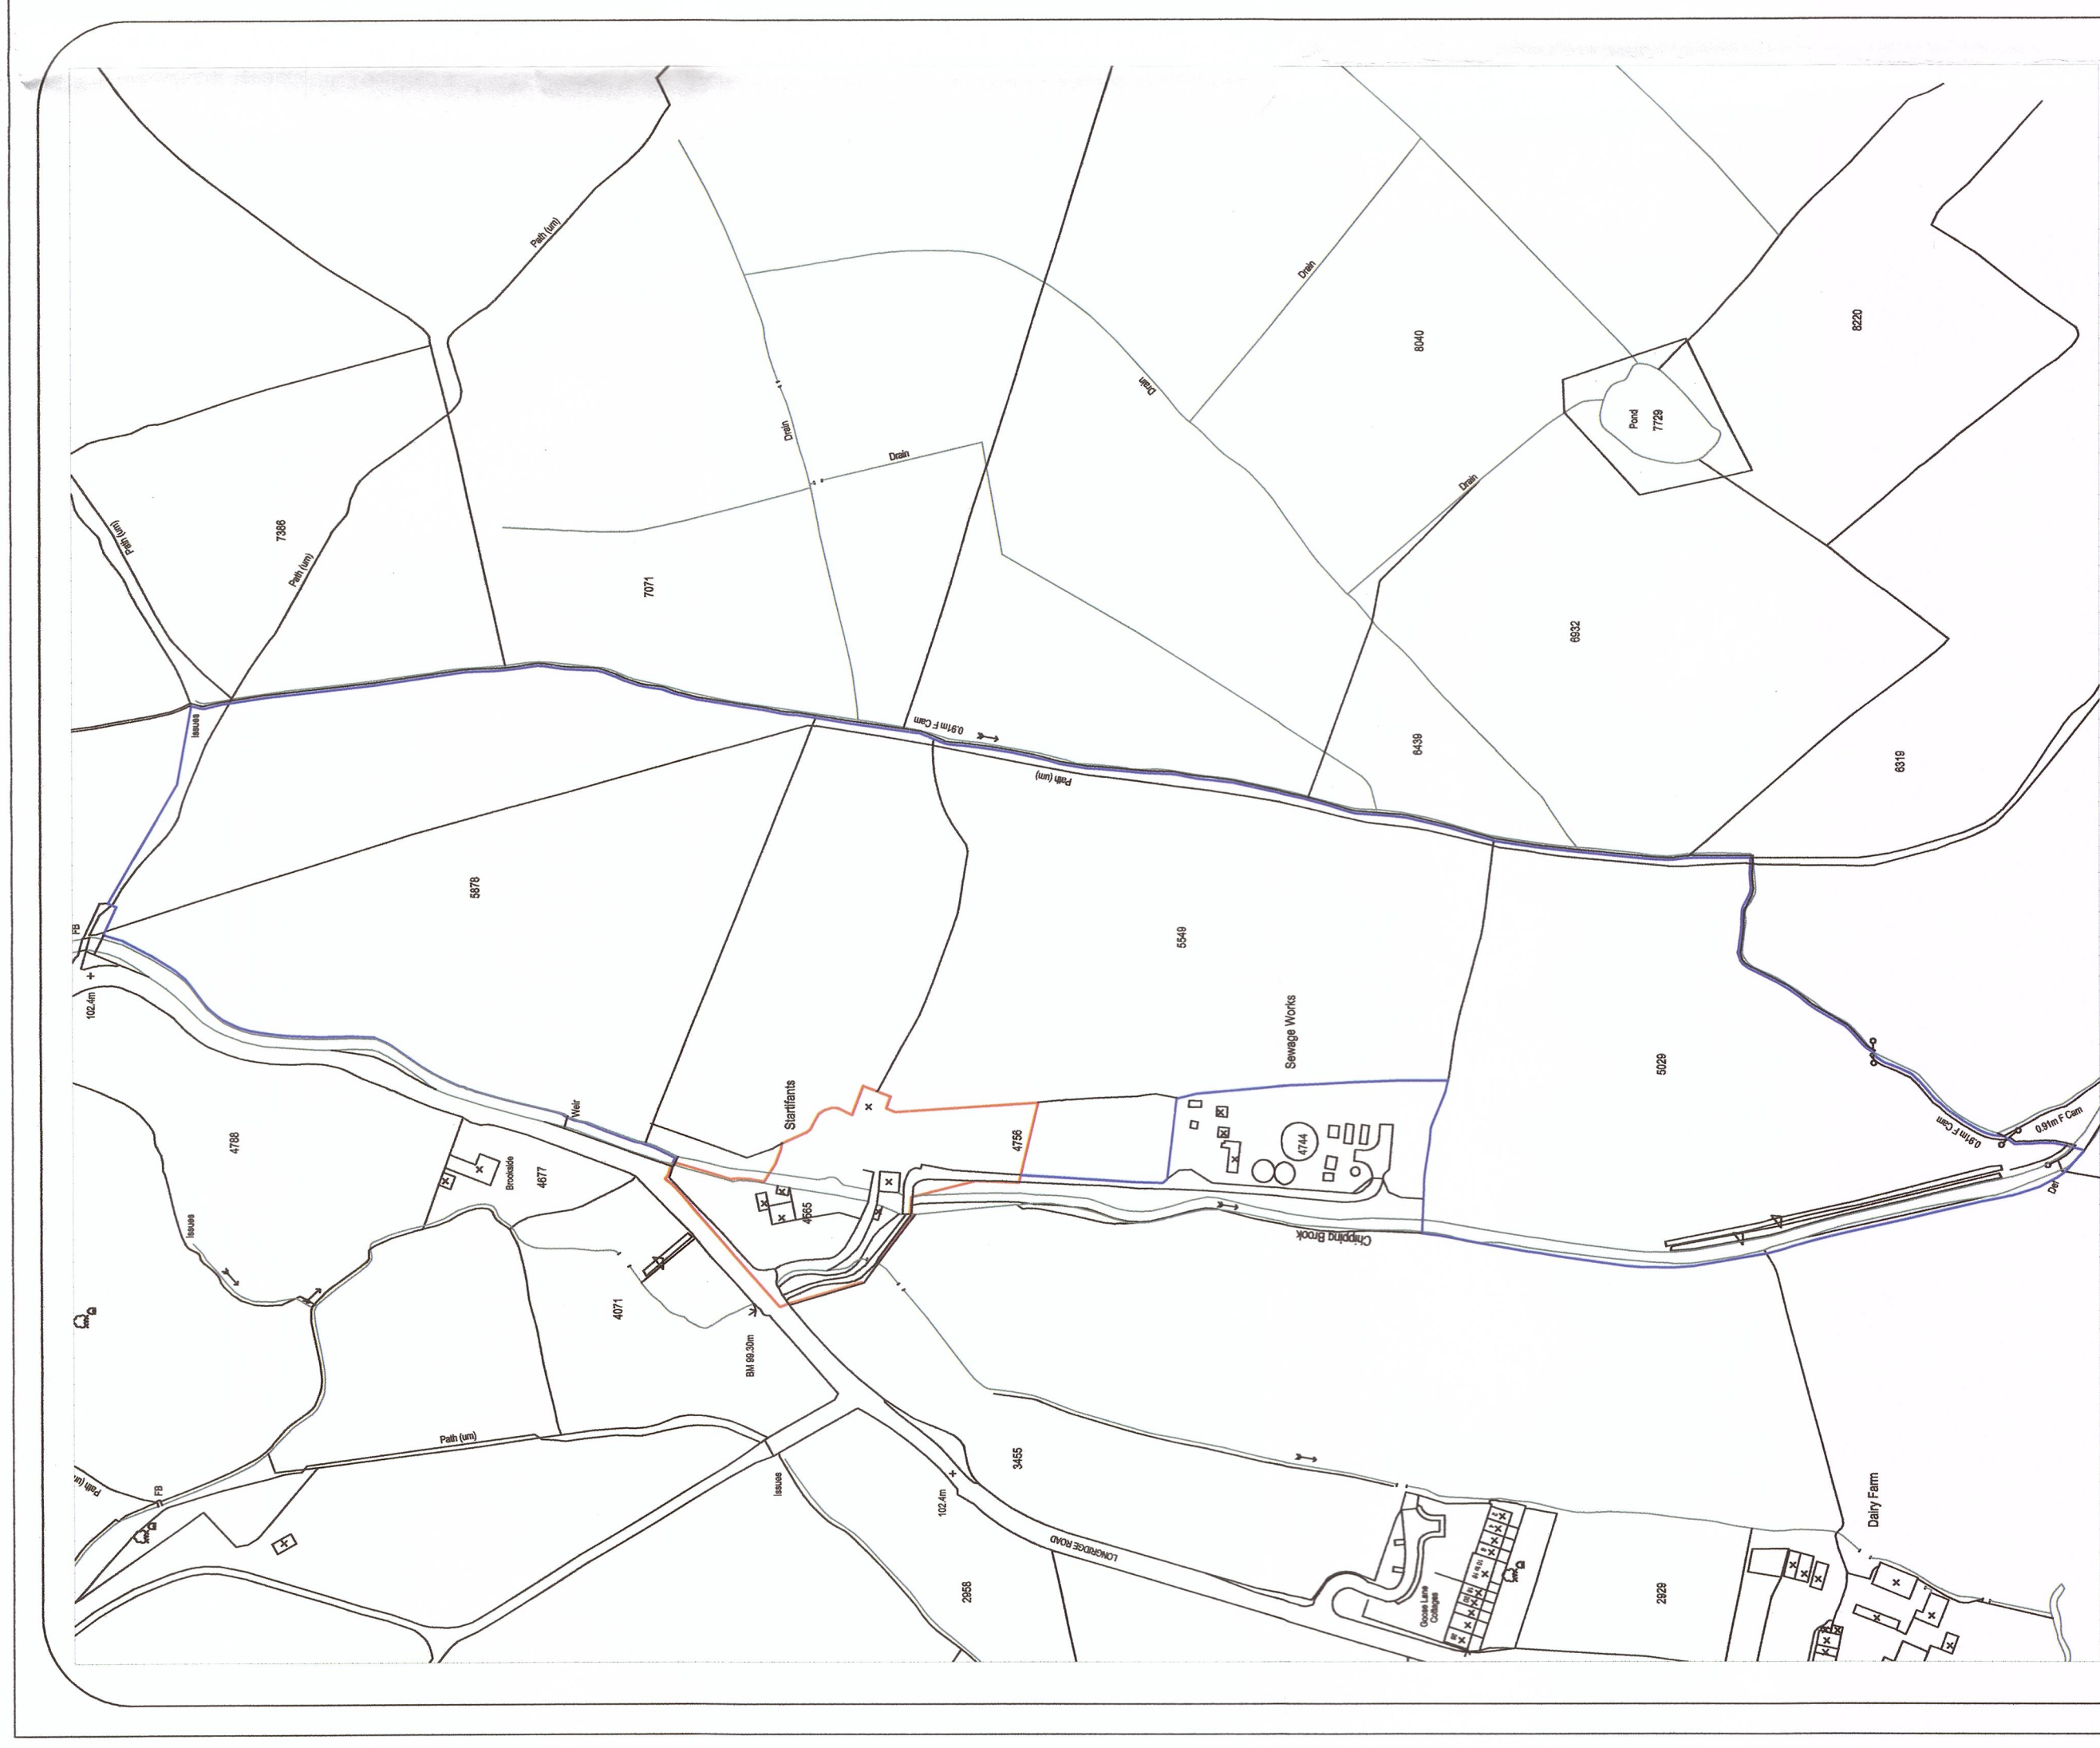 Path (um)
Drain
8040
8220
Drain
Pond
7729
Drain
Drain
Drain
Path (um)
7386
Path (um)
7071
6932
Issues
0.91m F Cam
Path (um)
6439
6319
FB
102.4m
5878
5549
Sewage Works
5029
Weir
Startifants
4788
Brookside
4677
4756
4744
0.91m F Cam
0.91m F Cam
Issues
4665
Chipping Brook
4071
BM 99.30m
Path (um)
Path (um)
FB
Issues
3455
102.4m
LONGRIDGE ROAD
Dairy Farm
2958
Goose Lane
Cottages
2929